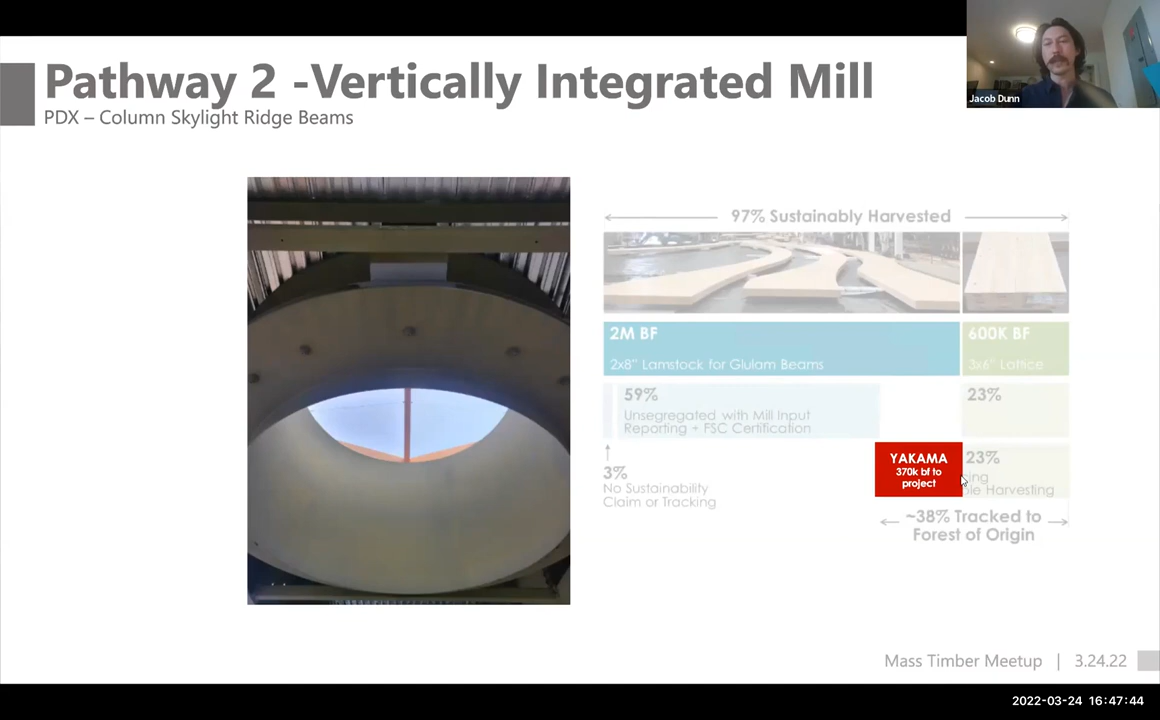 Pathway 2 -Vertically Integrated Mill
PDX – Column Skylight Ridge Beams
Jacob Dunn
97% Sustainably Harvested
2M BF
2x8" Lamstock for Glulam Beams
600K BF
3x6" Lattice
59%
Unsegregated with Mill Input
Reporting + FSC Certification
23%
3%
No Sustainability
Claim or Tracking
YAKAMA
370k bf to
project
23%
Harvesting
~38% Tracked to
Forest of Origin
Mass Timber Meetup | 3.24.22
2022-03-24 16:47:44